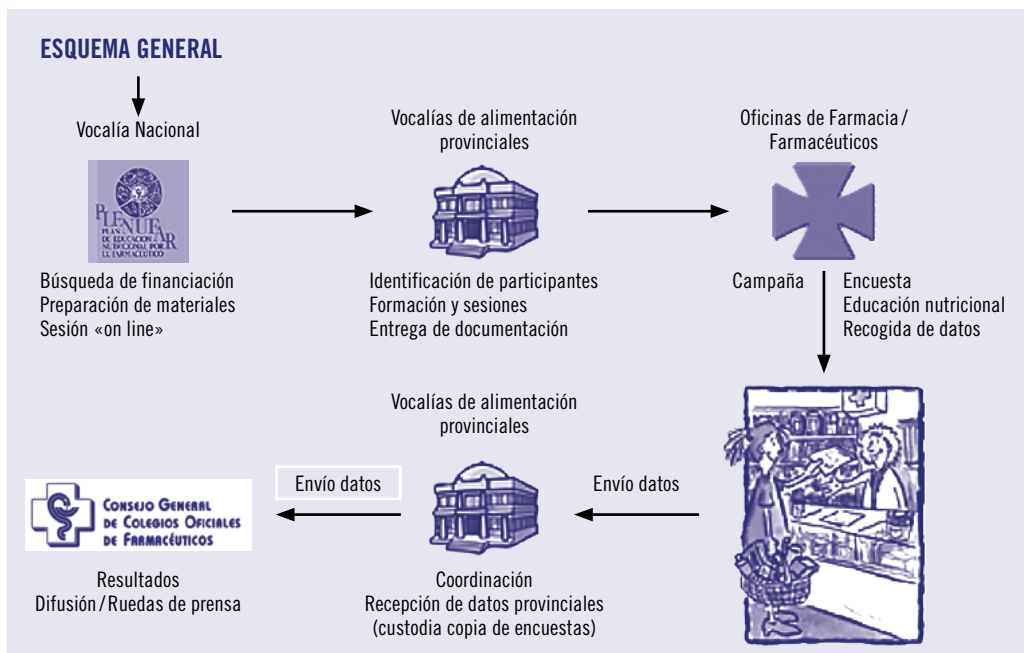 ESQUEMA GENERAL
Vocalía Nacional
PLENUFAR
PLAN
DE EDUCACIÓN
NUTRICIONAL POR
EL FARMACÉUTICO
Búsqueda de financiación
Preparación de materiales
Sesión «on line»
Vocalías de alimentación
provinciales
Identificación de participantes
Formación y sesiones
Entrega de documentación
Oficinas de Farmacia/
Farmacéuticos
Campaña
Encuesta
Educación nutricional
Recogida de datos
Envío datos
Vocalías de alimentación
provinciales
Coordinación
Recepción de datos provinciales
(custodia copia de encuestas)
Envío datos
CONSEJO GENERAL
DE COLEGIOS OFICIALES
DE FARMACÉUTICOS
Resultados
Difusión/Ruedas de prensa